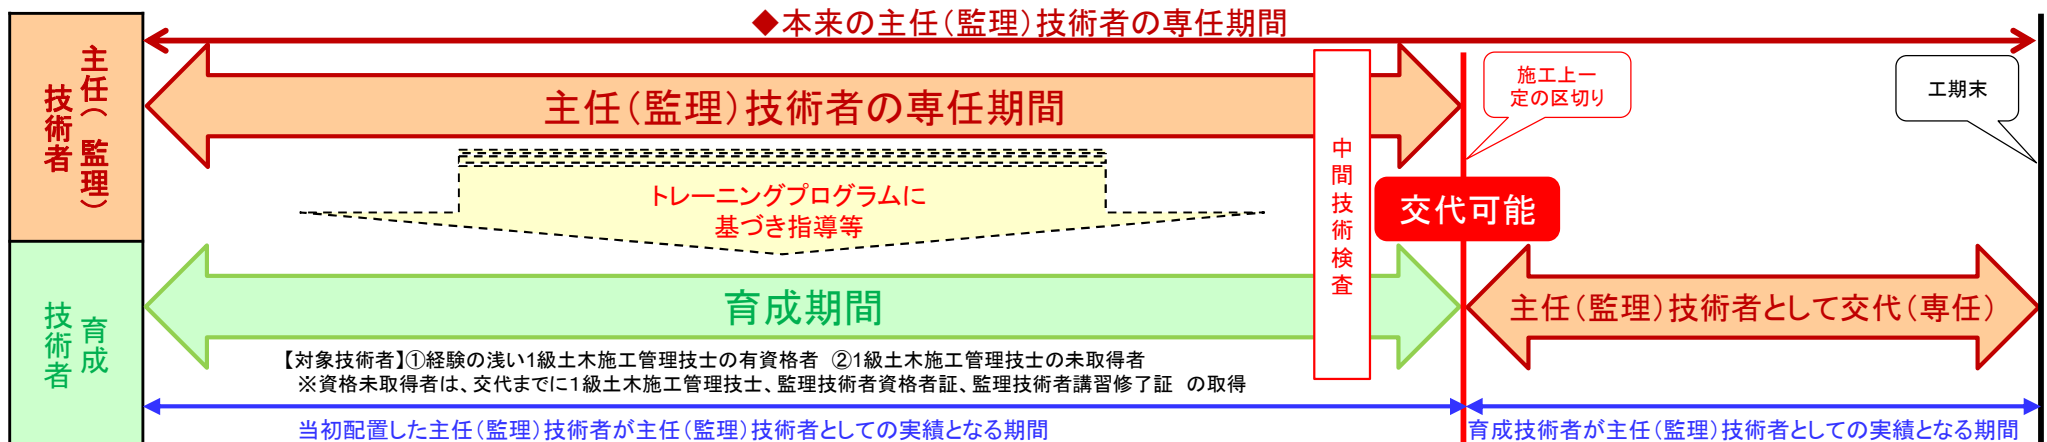 ◆本来の主任(監理)技術者の専任期間
主任(監理)
技術者
主任(監理)技術者の専任期間
中間技術検査
施工上一
定の区切り
工期末
トレーニングプログラムに
基づき指導等
交代可能
育成
技術者
育成期間
主任(監理)技術者として交代(専任)
【対象技術者】①経験の浅い1級土木施工管理技士の有資格者 ②1級土木施工管理技士の未取得者
※資格未取得者は、交代までに1級土木施工管理技士、監理技術者資格者証、監理技術者講習修了証 の取得
当初配置した主任(監理)技術者が主任(監理)技術者としての実績となる期間
育成技術者が主任(監理)技術者としての実績となる期間